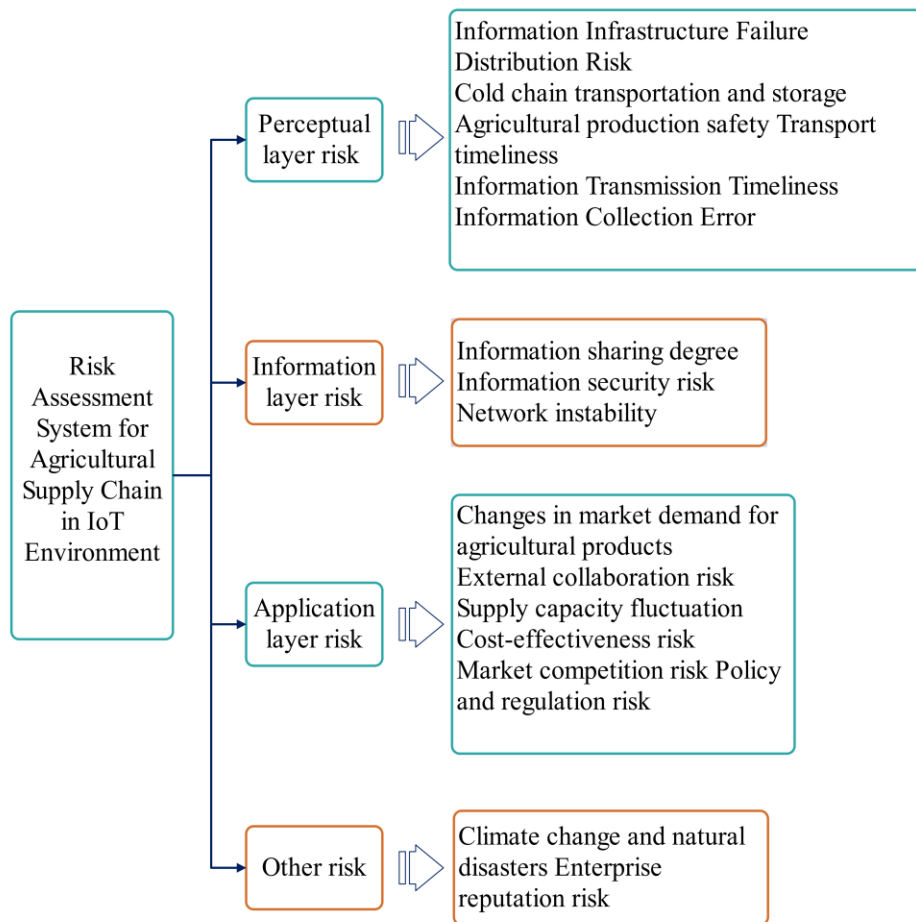 Risk
Assessment
System for
Agricultural
Supply Chain
in IoT
Environment
Perceptual
layer risk
Information Infrastructure Failure
Distribution Risk
Cold chain transportation and storage
Agricultural production safety Transport
timeliness
Information Transmission Timeliness
Information Collection Error
Information
layer risk
Information sharing degree
Information security risk
Network instability
Application
layer risk
Changes in market demand for
agricultural products
External collaboration risk
Supply capacity fluctuation
Cost-effectiveness risk
Market competition risk Policy
and regulation risk
Other risk
Climate change and natural
disasters Enterprise
reputation risk